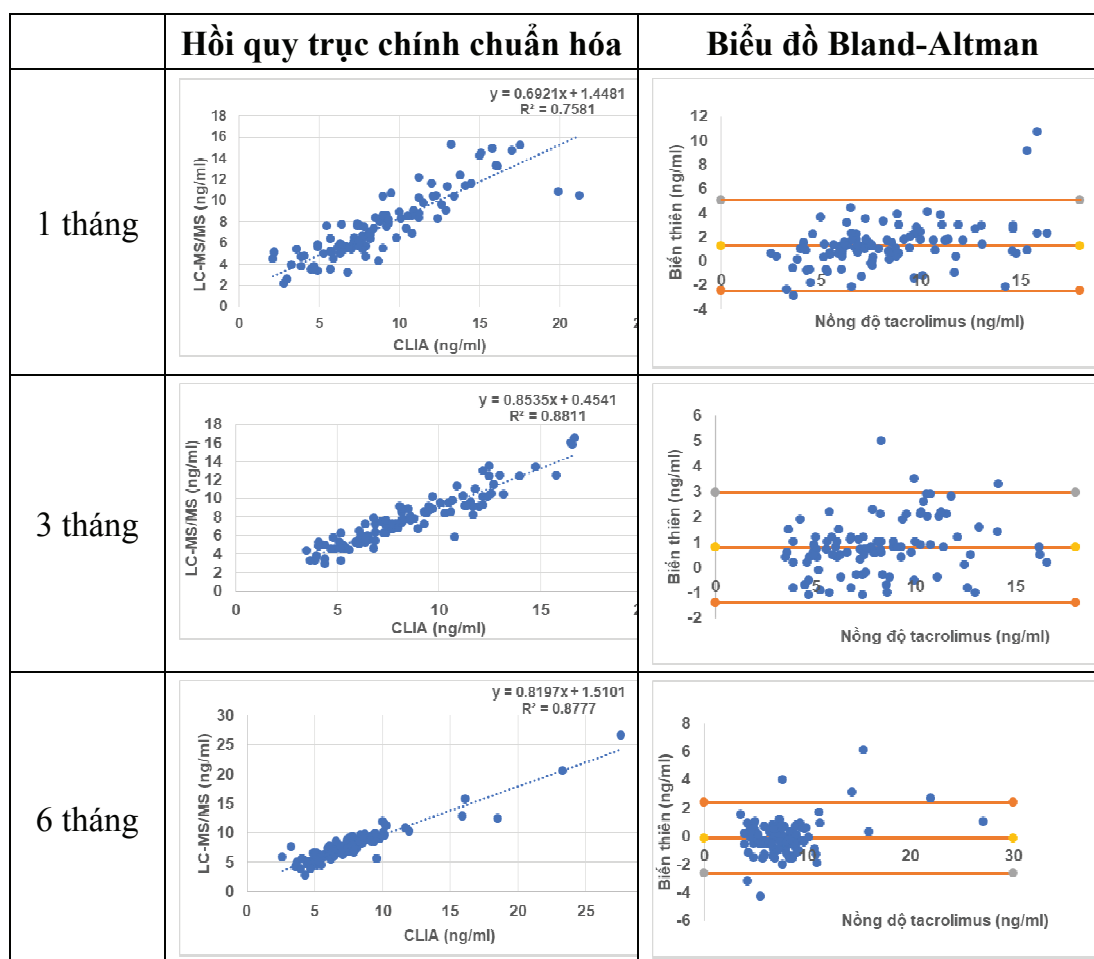 Hồi quy trục chính chuẩn hóa
Biểu đồ Bland-Altman
1 tháng
y = 0.6921x + 1.4481
R² = 0.7581
LC-MS/MS (ng/ml)
18
16
14
12
10
8
6
4
2
0
0 5 10 15 20
CLIA (ng/ml)
Biến thiên (ng/ml)
12
10
8
6
4
2
0
-2
-4
0 5 10 15
Nồng độ tacrolimus (ng/ml)
3 tháng
y = 0.8535x + 0.4541
R² = 0.8811
LC-MS/MS (ng/ml)
18
16
14
12
10
8
6
4
2
0
0 5 10 15
CLIA (ng/ml)
Biến thiên (ng/ml)
6
5
4
3
2
1
0
-1
-2
0 5 10 15
Nồng độ tacrolimus (ng/ml)
6 tháng
y = 0.8197x + 1.5101
R² = 0.8777
LC-MS/MS (ng/ml)
30
25
20
15
10
5
0
0 5 10 15 20 25
CLIA (ng/ml)
Biến thiên (ng/ml)
8
6
4
2
0
-2
-4
-6
0 10 20 30
Nồng độ tacrolimus (ng/ml)